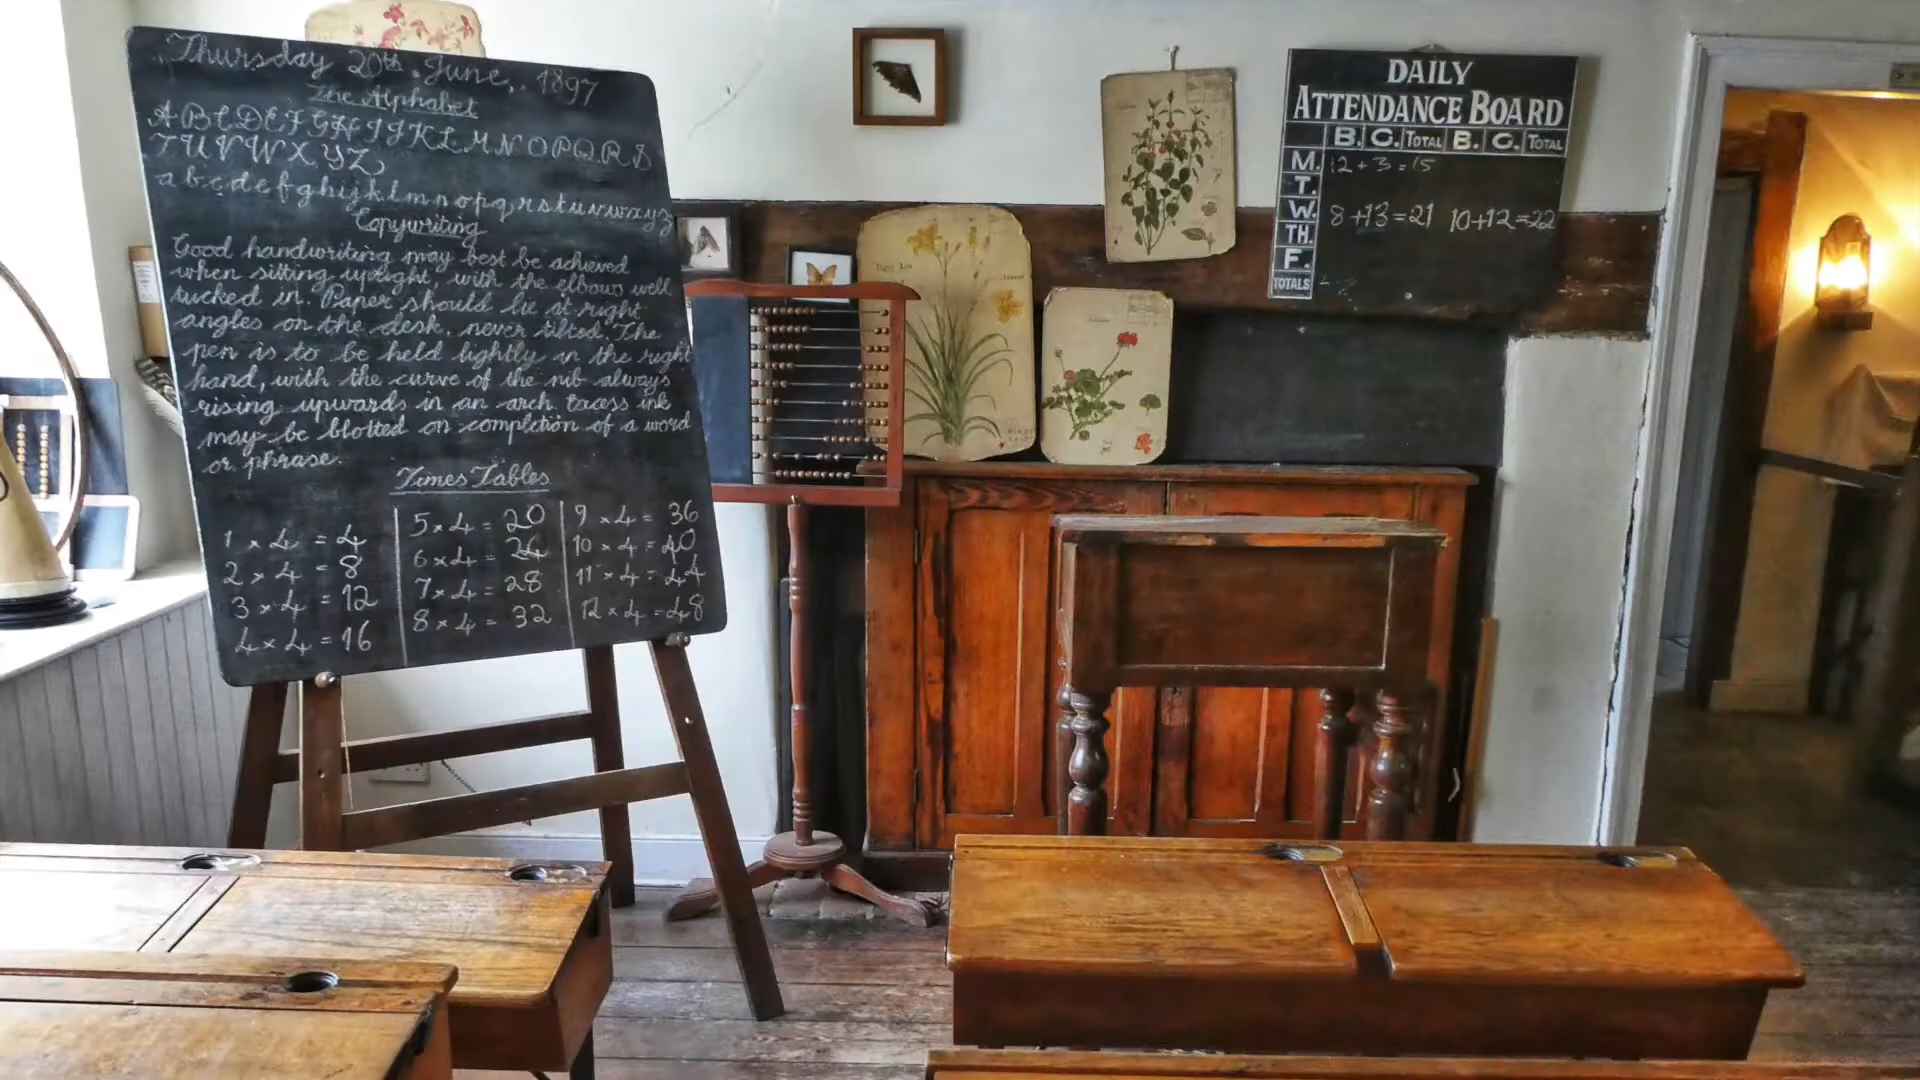 Thursday 20th June, 1897
The Alphabet
A B C D E F G H I J K L M N O P Q R S
T U V W X Y Z
a b c d e f g h i j k l m n o p q r s t u v w x y z
Copywriting
Good handwriting may best be achieved
when sitting upright, with the elbows well
tucked in. Paper should lie at right
angles on the desk, never tilted. The
pen is to be held lightly in the right
hand, with the curve of the nib always
rising upwards in an arch. Excess ink
may be blotted on completion of a word
or phrase.
Times Tables
1 x 4 = 4
2 x 4 = 8
3 x 4 = 12
4 x 4 = 16
5 x 4 = 20
6 x 4 = 24
7 x 4 = 28
8 x 4 = 32
9 x 4 = 36
10 x 4 = 40
11 x 4 = 44
12 x 4 = 48
DAILY
ATTENDANCE BOARD
B. G. TOTAL B. G. TOTAL
M. 12 + 3 = 15
T.
W. 8 + 13 = 21 10 + 12 = 22
TH.
F.
TOTALS